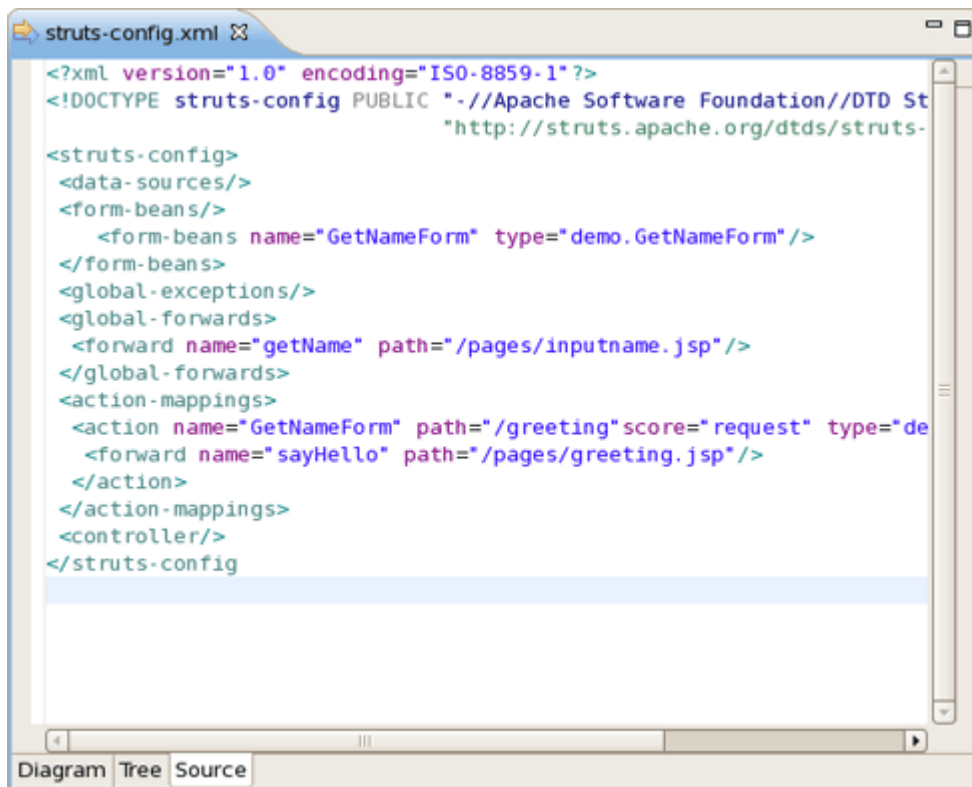 struts-config.xml
<?xml version="1.0" encoding="ISO-8859-1"?>
<!DOCTYPE struts-config PUBLIC "-//Apache Software Foundation//DTD St
"http://struts.apache.org/dtds/struts-
<struts-config>
<data-sources/>
<form-beans/>
<form-beans name="GetNameForm" type="demo.GetNameForm"/>
</form-beans>
<global-exceptions/>
<global-forwards>
<forward name="getName" path="/pages/inputname.jsp"/>
</global-forwards>
<action-mappings>
<action name="GetNameForm" path="/greeting"score="request" type="de
<forward name="sayHello" path="/pages/greeting.jsp"/>
</action>
</action-mappings>
<controller/>
</struts-config
Diagram Tree Source